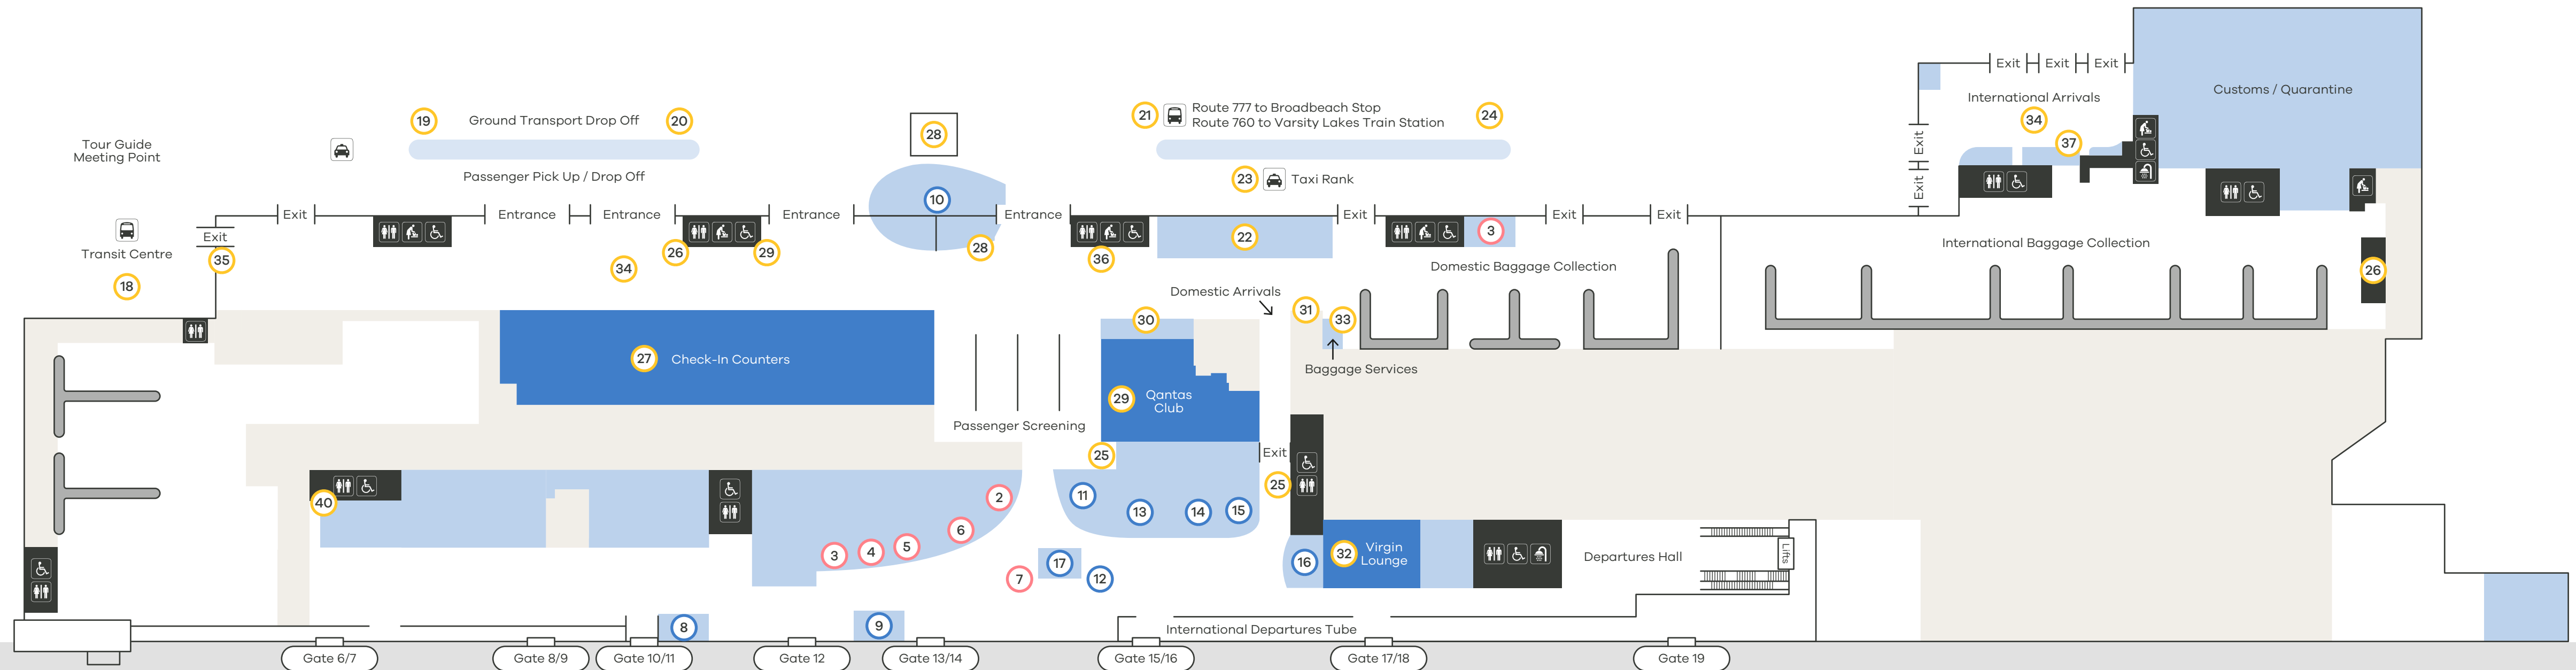 Exit
Exit
Exit
International Arrivals
34
37
Exit
Exit
Customs / Quarantine
19
Ground Transport Drop Off
20
28
21
Route 777 to Broadbeach Stop
Route 760 to Varsity Lakes Train Station
24
Tour Guide
Meeting Point
Passenger Pick Up / Drop Off
23
Taxi Rank
10
Exit
Entrance
Entrance
Entrance
Entrance
Exit
Exit
Exit
Exit
Transit Centre
35
18
26
29
34
28
36
22
3
Domestic Baggage Collection
International Baggage Collection
26
Domestic Arrivals
30
31
33
Baggage Services
27
Check-In Counters
Passenger Screening
29
Qantas
Club
25
Exit
25
40
2
6
5
4
3
11
13
14
15
7
17
12
16
32
Virgin
Lounge
Departures Hall
Lifts
8
9
International Departures Tube
Gate 6/7
Gate 8/9
Gate 10/11
Gate 12
Gate 13/14
Gate 15/16
Gate 17/18
Gate 19